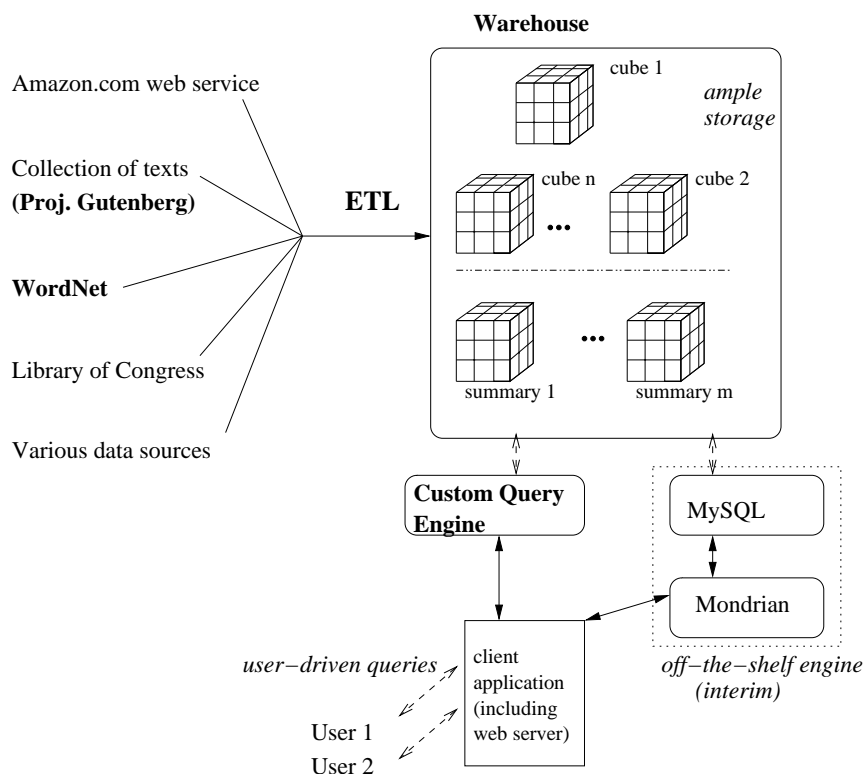 Warehouse
cube 1
ample
storage
Amazon.com web service
Collection of texts
(Proj. Gutenberg)
ETL
cube n
cube 2
WordNet
Library of Congress
summary 1
summary m
Various data sources
Custom Query
Engine
MySQL
Mondrian
user−driven queries
client
application
(including
web server)
off−the−shelf engine
(interim)
User 1
User 2